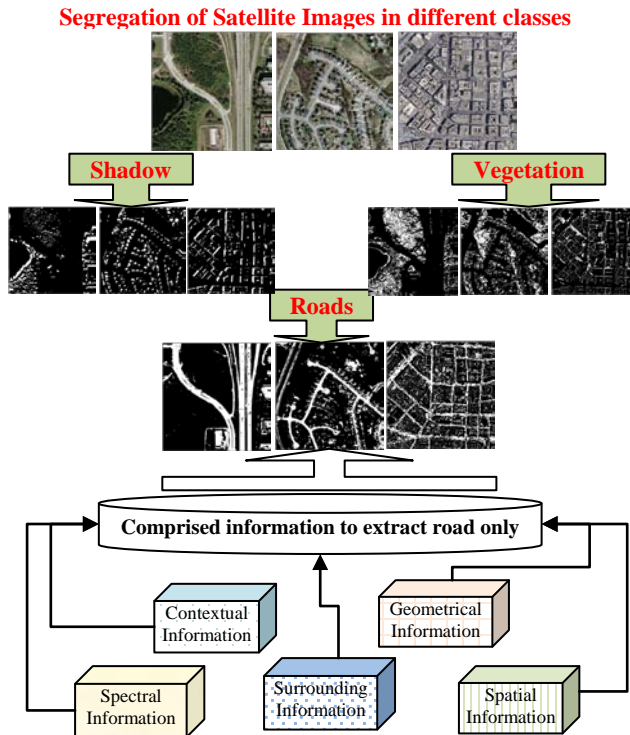 Segregation of Satellite Images in different classes
Shadow
Vegetation
Roads
Comprised information to extract road only
Contextual
Information
Geometrical
Information
Spectral
Information
Surrounding
Information
Spatial
Information